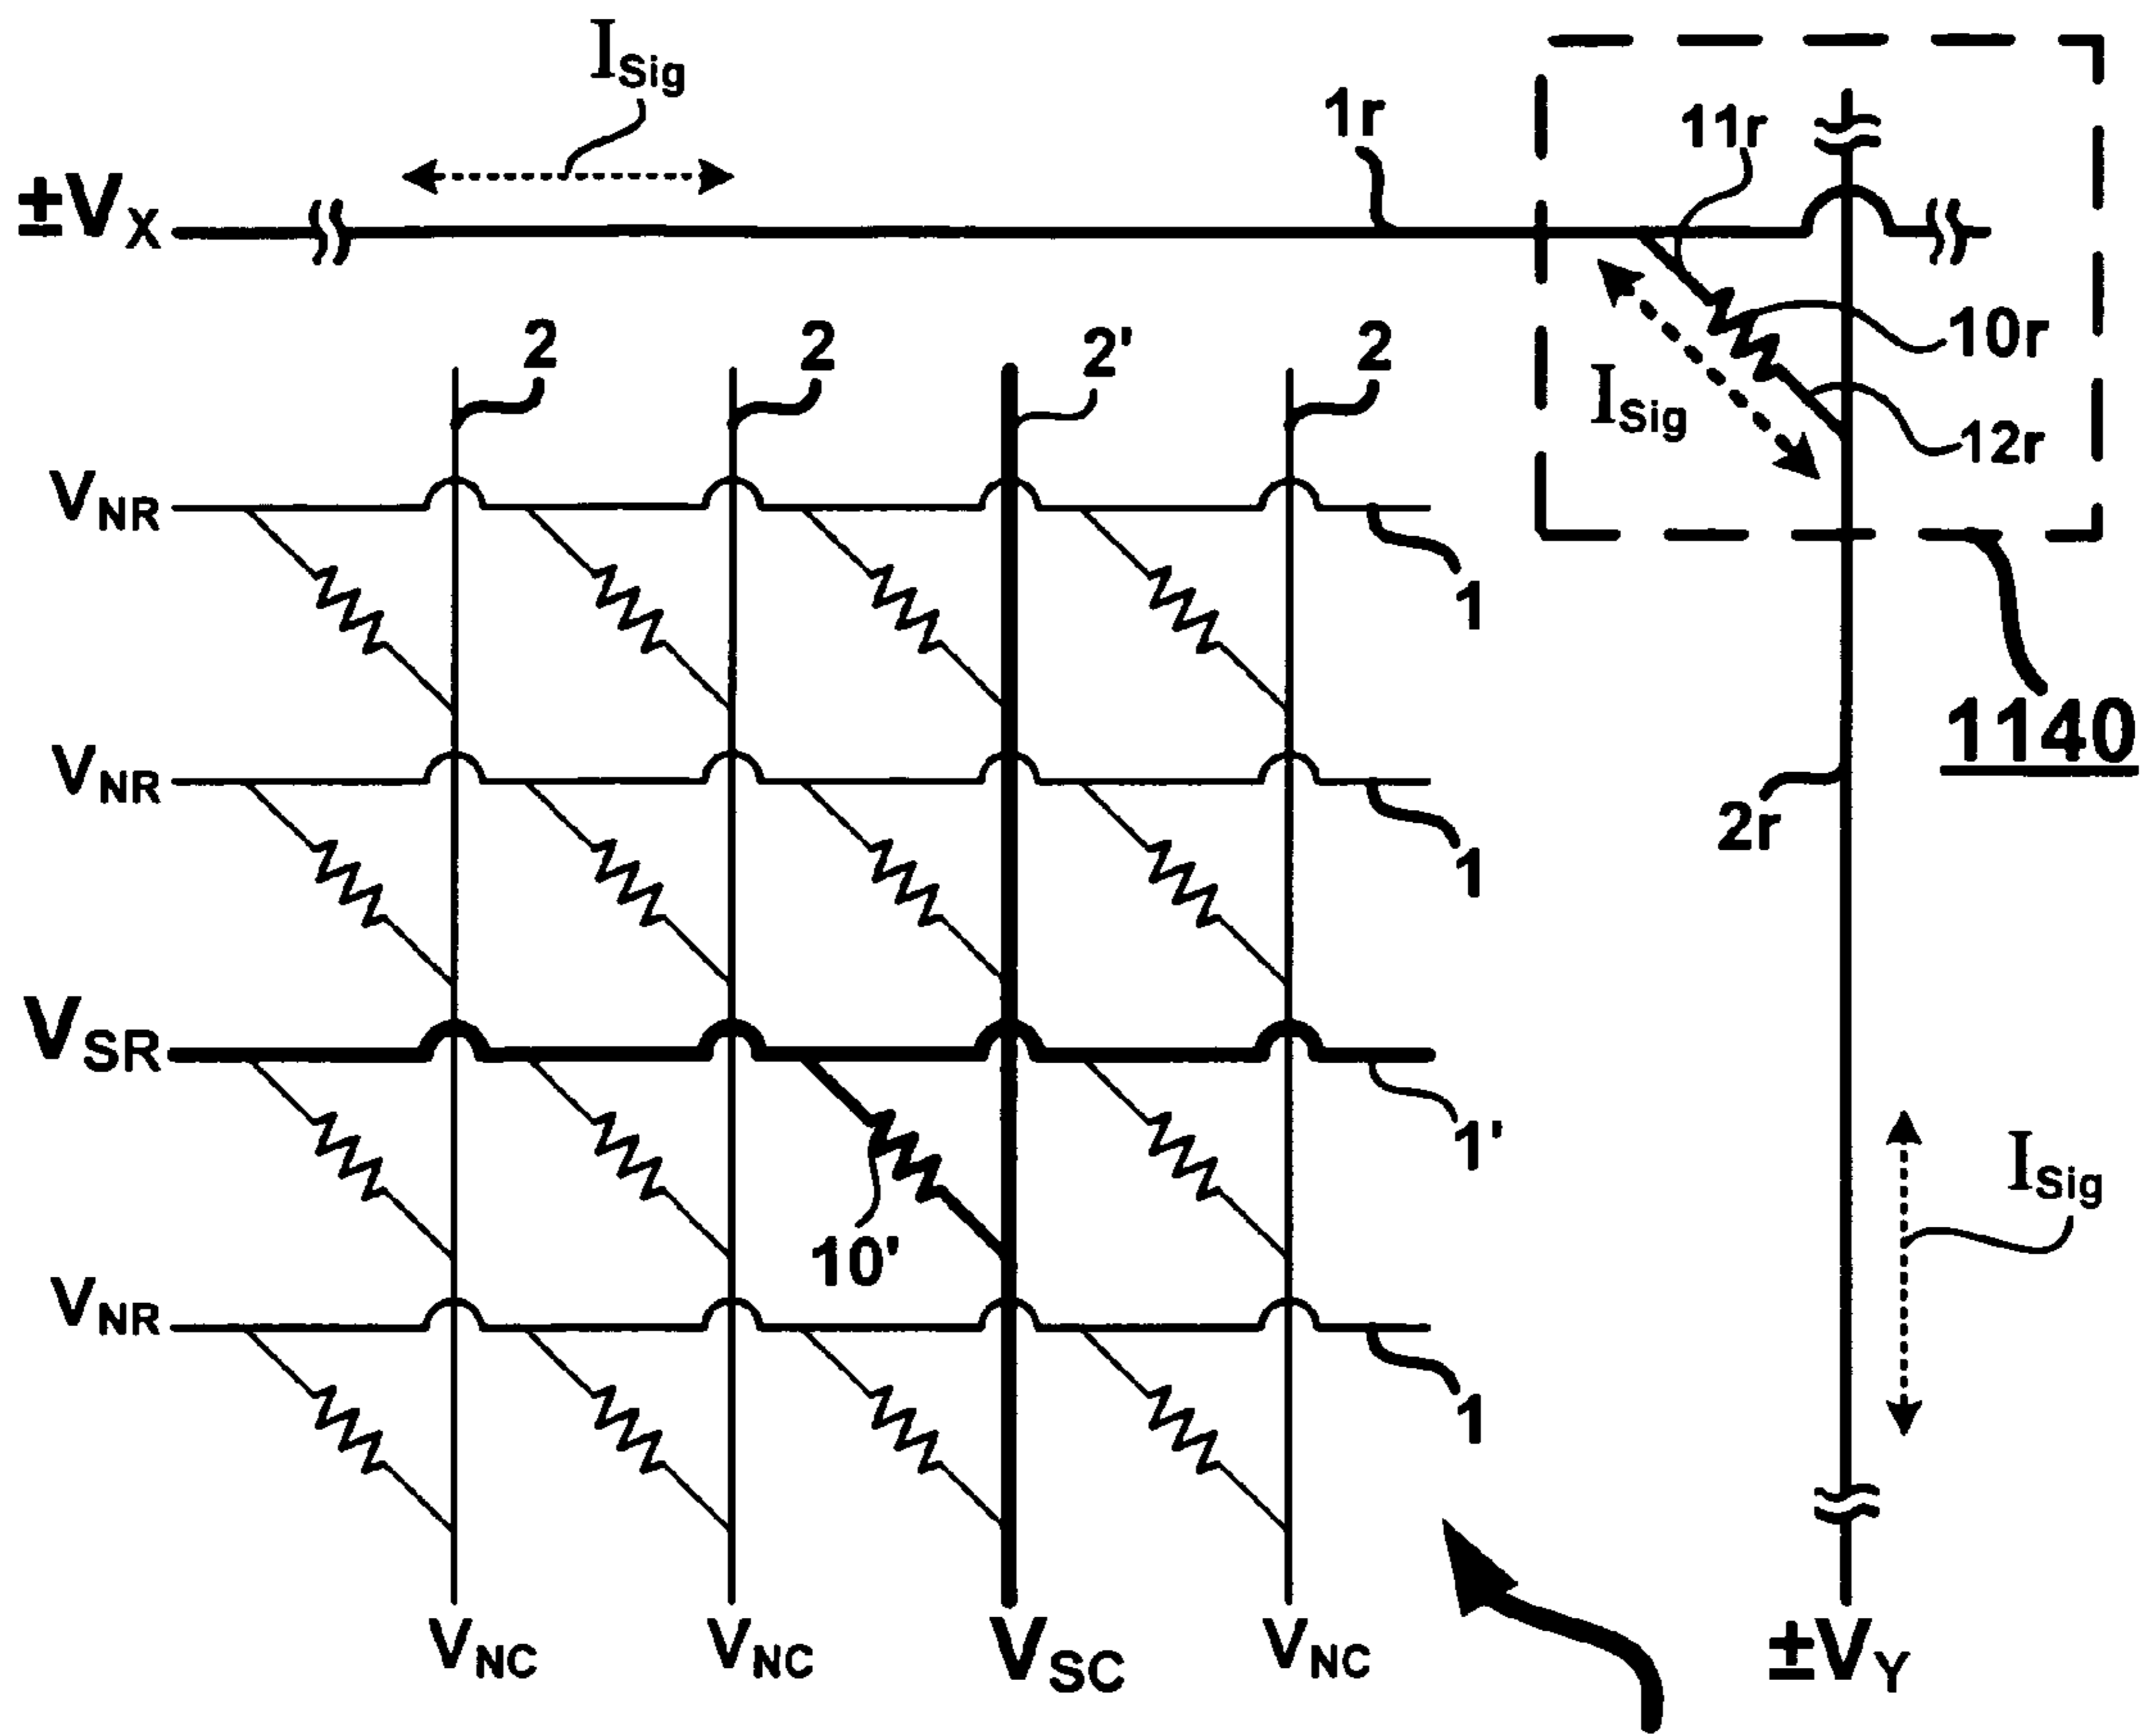 I_Sig
1r
11r
±V_X
10r
2
2
2'
2
I_Sig
12r
V_NR
1
1140
V_NR
2r
1
V_SR
1'
I_Sig
10'
V_NR
1
V_NC
V_NC
V_SC
V_NC
±V_Y